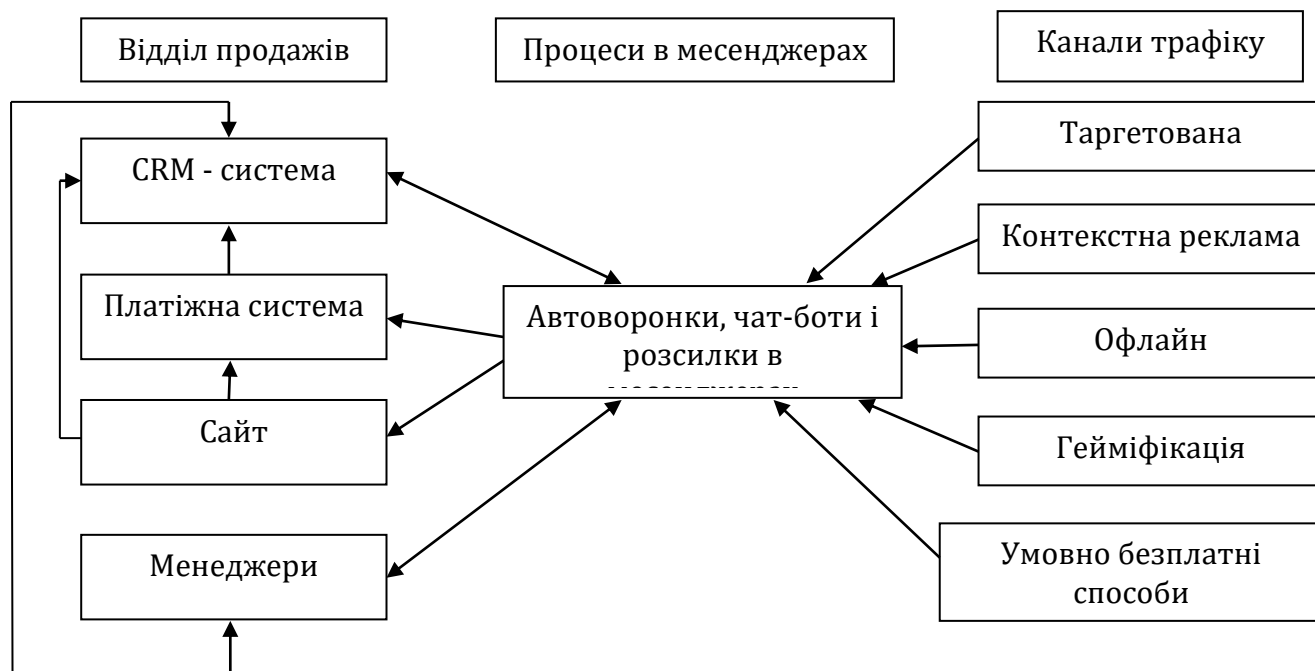 Відділ продажів
Процеси в месенджерах
Канали трафіку
CRM - система
Платіжна система
Сайт
Менеджери
Автоворонки, чат-боти і
розсилки в
Таргетована
Контекстна реклама
Офлайн
Гейміфікація
Умовно безплатні
способи